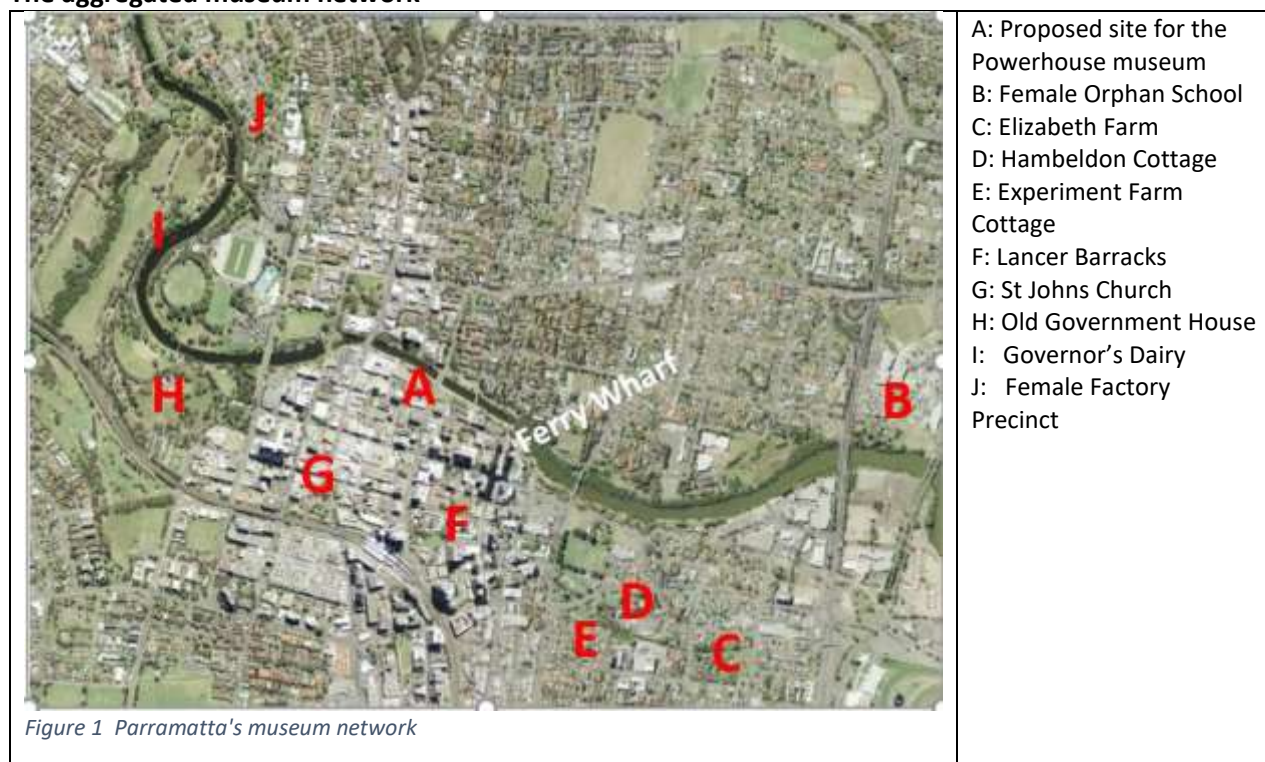 The aggregated museum network
J
I
A
Ferry Wharf
H
B
G
F
D
E
C
Figure 1  Parramatta's museum network
A: Proposed site for the
Powerhouse museum
B: Female Orphan School
C: Elizabeth Farm
D: Hambeldon Cottage
E: Experiment Farm
Cottage
F: Lancer Barracks
G: St Johns Church
H: Old Government House
I:   Governor’s Dairy
J:   Female Factory
Precinct